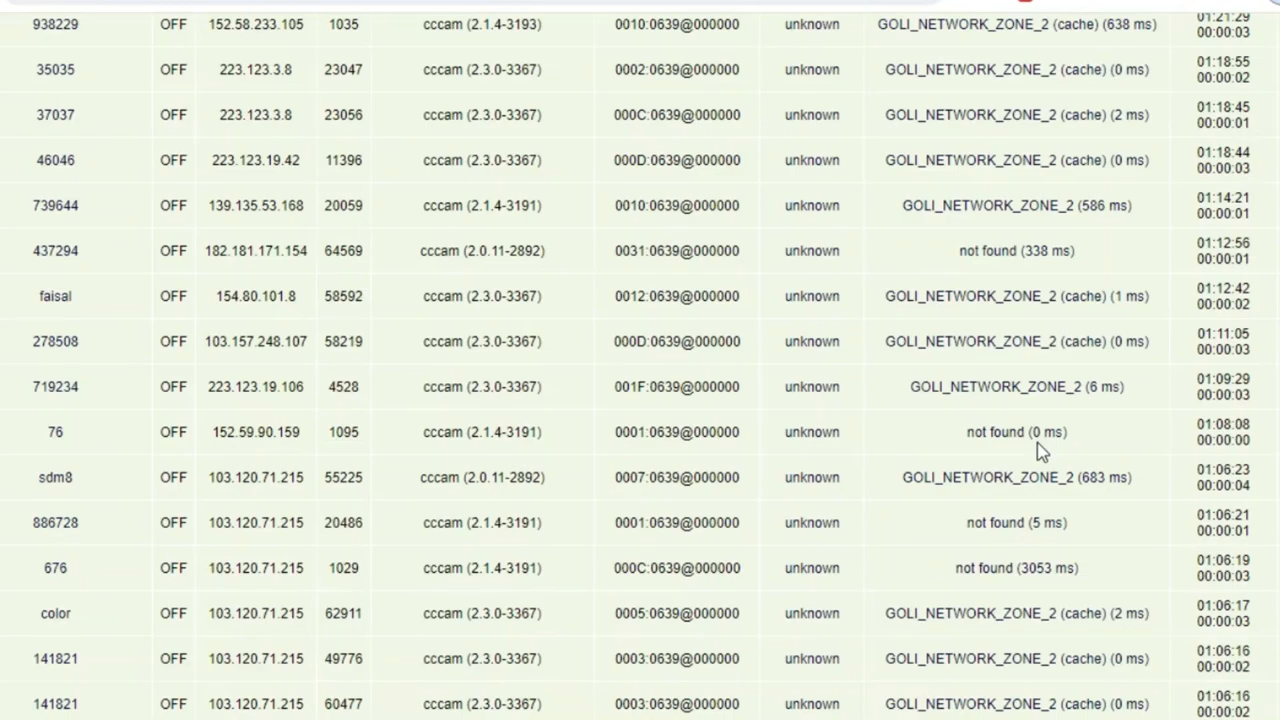 938229 OFF 152.58.233.105 1035 cccam (2.1.4-3193) 0010:0639@000000 unknown GOLI_NETWORK_ZONE_2 (cache) (638 ms) 01:21:29
00:00:03
35035 OFF 223.123.3.8 23047 cccam (2.3.0-3367) 0002:0639@000000 unknown GOLI_NETWORK_ZONE_2 (cache) (0 ms) 01:18:55
00:00:02
37037 OFF 223.123.3.8 23056 cccam (2.3.0-3367) 000C:0639@000000 unknown GOLI_NETWORK_ZONE_2 (cache) (2 ms) 01:18:45
00:00:01
46046 OFF 223.123.19.42 11396 cccam (2.3.0-3367) 000D:0639@000000 unknown GOLI_NETWORK_ZONE_2 (cache) (0 ms) 01:18:44
00:00:03
739644 OFF 139.135.53.168 20059 cccam (2.1.4-3191) 0010:0639@000000 unknown GOLI_NETWORK_ZONE_2 (586 ms) 01:14:21
00:00:01
437294 OFF 182.181.171.154 64569 cccam (2.0.11-2892) 0031:0639@000000 unknown not found (338 ms) 01:12:56
00:00:01
faisal OFF 154.80.101.8 58592 cccam (2.3.0-3367) 0012:0639@000000 unknown GOLI_NETWORK_ZONE_2 (cache) (1 ms) 01:12:42
00:00:02
278508 OFF 103.157.248.107 58219 cccam (2.3.0-3367) 000D:0639@000000 unknown GOLI_NETWORK_ZONE_2 (cache) (0 ms) 01:11:05
00:00:03
719234 OFF 223.123.19.106 4528 cccam (2.3.0-3367) 001F:0639@000000 unknown GOLI_NETWORK_ZONE_2 (6 ms) 01:09:29
00:00:03
76 OFF 152.59.90.159 1095 cccam (2.1.4-3191) 0001:0639@000000 unknown not found (0 ms) 01:08:08
00:00:00
sdm8 OFF 103.120.71.215 55225 cccam (2.0.11-2892) 0007:0639@000000 unknown GOLI_NETWORK_ZONE_2 (683 ms) 01:06:23
00:00:04
886728 OFF 103.120.71.215 20486 cccam (2.1.4-3191) 0001:0639@000000 unknown not found (5 ms) 01:06:21
00:00:01
676 OFF 103.120.71.215 1029 cccam (2.1.4-3191) 000C:0639@000000 unknown not found (3053 ms) 01:06:19
00:00:03
color OFF 103.120.71.215 62911 cccam (2.3.0-3367) 0005:0639@000000 unknown GOLI_NETWORK_ZONE_2 (cache) (2 ms) 01:06:17
00:00:03
141821 OFF 103.120.71.215 49776 cccam (2.3.0-3367) 0003:0639@000000 unknown GOLI_NETWORK_ZONE_2 (cache) (0 ms) 01:06:16
00:00:02
141821 OFF 103.120.71.215 60477 cccam (2.3.0-3367) 0003:0639@000000 unknown GOLI_NETWORK_ZONE_2 (cache) (0 ms) 01:06:16
00:00:02